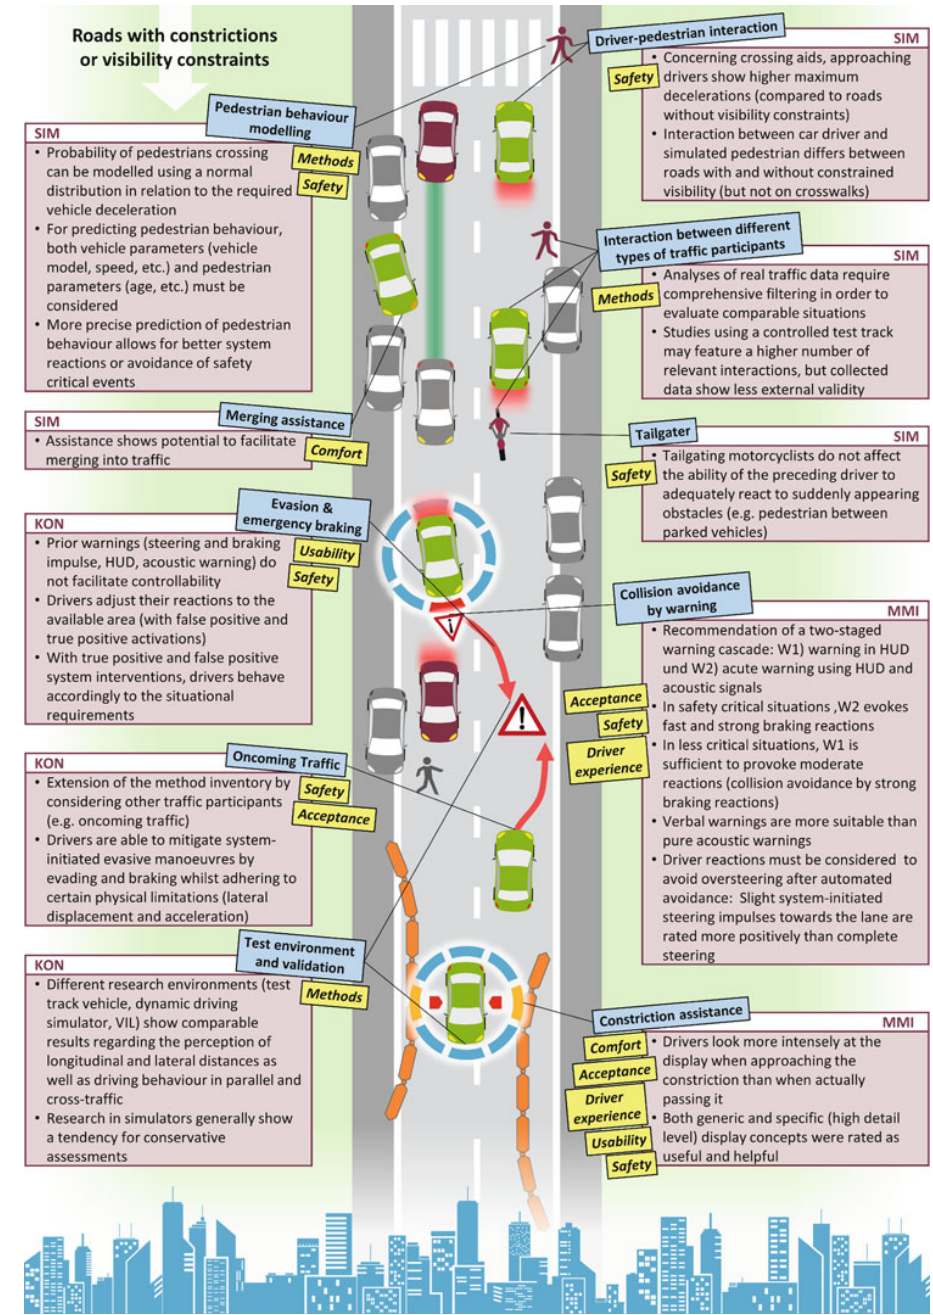 Roads with constrictions
or visibility constraints
Pedestrian behaviour
modelling
Methods
Safety
SIM
• Probability of pedestrians crossing
can be modelled using a normal
distribution in relation to the required
vehicle deceleration
• For predicting pedestrian behaviour,
both vehicle parameters (vehicle
model, speed, etc.) and pedestrian
parameters (age, etc.) must be
considered
• More precise prediction of pedestrian
behaviour allows for better system
reactions or avoidance of safety
critical events
Merging assistance
Comfort
SIM
• Assistance shows potential to facilitate
merging into traffic
Evasion &
emergency braking
Usability
Safety
KON
• Prior warnings (steering and braking
impulse, HUD, acoustic warning) do
not facilitate controllability
• Drivers adjust their reactions to the
available area (with false positive and
true positive activations)
• With true positive and false positive
system interventions, drivers behave
accordingly to the situational
requirements
Oncoming Traffic
Safety
Acceptance
KON
• Extension of the method inventory by
considering other traffic participants
(e.g. oncoming traffic)
• Drivers are able to mitigate system-
initiated evasive manoeuvres by
evading and braking whilst adhering to
certain physical limitations (lateral
displacement and acceleration)
Test environment
and validation
Methods
KON
• Different research environments (test
track vehicle, dynamic driving
simulator, VIL) show comparable
results regarding the perception of
longitudinal and lateral distances as
well as driving behaviour in parallel and
cross-traffic
• Research in simulators generally show
a tendency for conservative
assessments
Driver-pedestrian interaction
SIM
Safety
• Concerning crossing aids, approaching
drivers show higher maximum
decelerations (compared to roads
without visibility constraints)
• Interaction between car driver and
simulated pedestrian differs between
roads with and without constrained
visibility (but not on crosswalks)
Interaction between different
types of traffic participants
SIM
Methods
• Analyses of real traffic data require
comprehensive filtering in order to
evaluate comparable situations
• Studies using a controlled test track
may feature a higher number of
relevant interactions, but collected
data show less external validity
Tailgater
SIM
Safety
• Tailgating motorcyclists do not affect
the ability of the preceding driver to
adequately react to suddenly appearing
obstacles (e.g. pedestrian between
parked vehicles)
Collision avoidance
by warning
MMI
Acceptance
Safety
Driver
experience
• Recommendation of a two-staged
warning cascade: W1) warning in HUD
und W2) acute warning using HUD and
acoustic signals
• In safety critical situations ,W2 evokes
fast and strong braking reactions
• In less critical situations, W1 is
sufficient to provoke moderate
reactions (collision avoidance by strong
braking reactions)
• Verbal warnings are more suitable than
pure acoustic warnings
• Driver reactions must be considered to
avoid oversteering after automated
avoidance: Slight system-initiated
steering impulses towards the lane are
rated more positively than complete
steering
Constriction assistance
MMI
Comfort
Acceptance
Driver
experience
Usability
Safety
• Drivers look more intensely at the
display when approaching the
constriction than when actually
passing it
• Both generic and specific (high detail
level) display concepts were rated as
useful and helpful
!